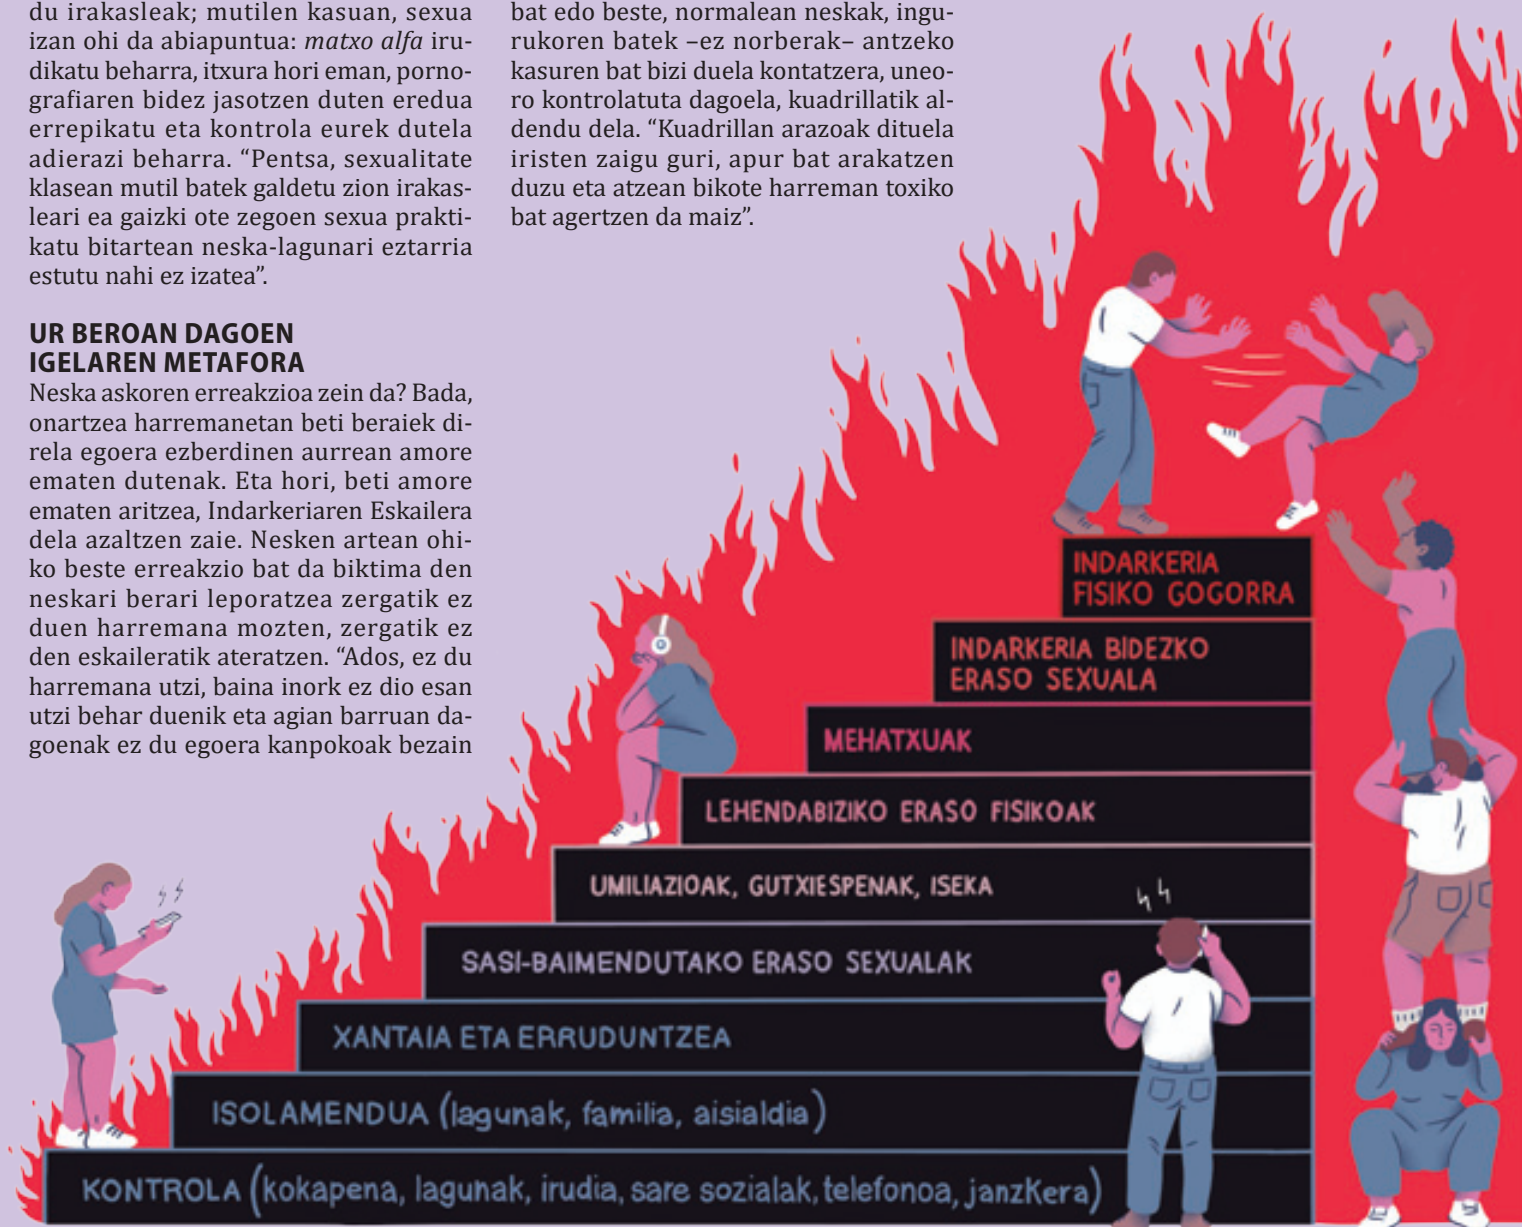 du irakasleak; mutilen kasuan, sexua
izan ohi da abiapuntua: matxo alfa iru-
dikatu beharra, itxura hori eman, porno-
grafiaren bidez jasotzen duten eredua
errepikatu eta kontrola eurek dutela
adierazi beharra. “Pentsa, sexualitate
klasean mutil batek galdetu zion irakas-
leari ea gaizki ote zegoen sexua prakti-
katu bitartean neska-lagunari eztarria
estutu nahi ez izatea”.
UR BEROAN DAGOEN
IGELAREN METAFORA
Neska askoren erreakzioa zein da? Bada,
onartzea harremanetan beti beraiek di-
rela egoera ezberdinen aurrean amore
ematen dutenak. Eta hori, beti amore
ematen aritzea, Indarkeriaren Eskailera
dela azaltzen zaie. Nesken artean ohi-
ko beste erreakzio bat da biktima den
neskari berari leporatzea zergatik ez
duen harremana mozten, zergatik ez
den eskaileratik ateratzen. “Ados, ez du
harremana utzi, baina inork ez dio esan
utzi behar duenik eta agian barruan da-
goenak ez du egoera kanpokoak bezain
bat edo beste, normalean neskak, ingu-
rukoren batek –ez norberak– antzeko
kasuren bat bizi duela kontatzera, uneo-
ro kontrolatuta dagoela, kuadrillatik al-
dendu dela. “Kuadrillan arazoak dituela
iristen zaigu guri, apur bat arakatzen
duzu eta atzean bikote harreman toxiko
bat agertzen da maiz”.
INDARKERIA
FISIKO GOGORRA
INDARKERIA BIDEZKO
ERASO SEXUALA
MEHATXUAK
LEHENDABIZIKO ERASO FISIKOAK
UMILIAZIOAK, GUTXIESPENAK, ISEKA
SASI-BAIMENDUTAKO ERASO SEXUALAK
XANTAIA ETA ERRUDUNTZEA
ISOLAMENDUA (lagunak, familia, aisialdia)
KONTROLA (kokapena, lagunak, irudia, sare sozialak, telefonoa, janzkera)